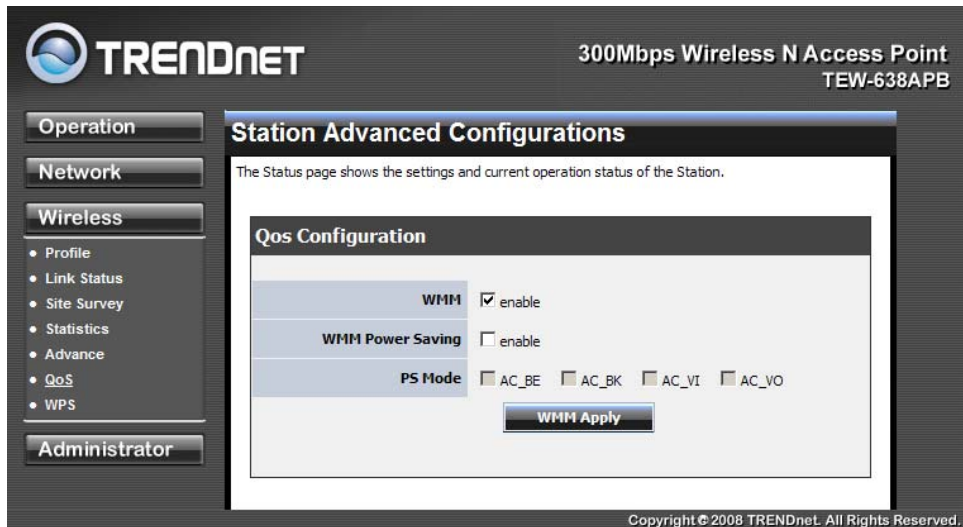 TRENDNET
300Mbps Wireless N Access Point
TEW-638APB
Operation
Network
Wireless
Profile
Link Status
Site Survey
Statistics
Advance
QoS
WPS
Administrator
Station Advanced Configurations
The Status page shows the settings and current operation status of the Station.
Qos Configuration
WMM enable
WMM Power Saving enable
PS Mode AC_BE AC_BK AC_VI AC_VO
WMM Apply
Copyright © 2008 TRENDnet. All Rights Reserved.